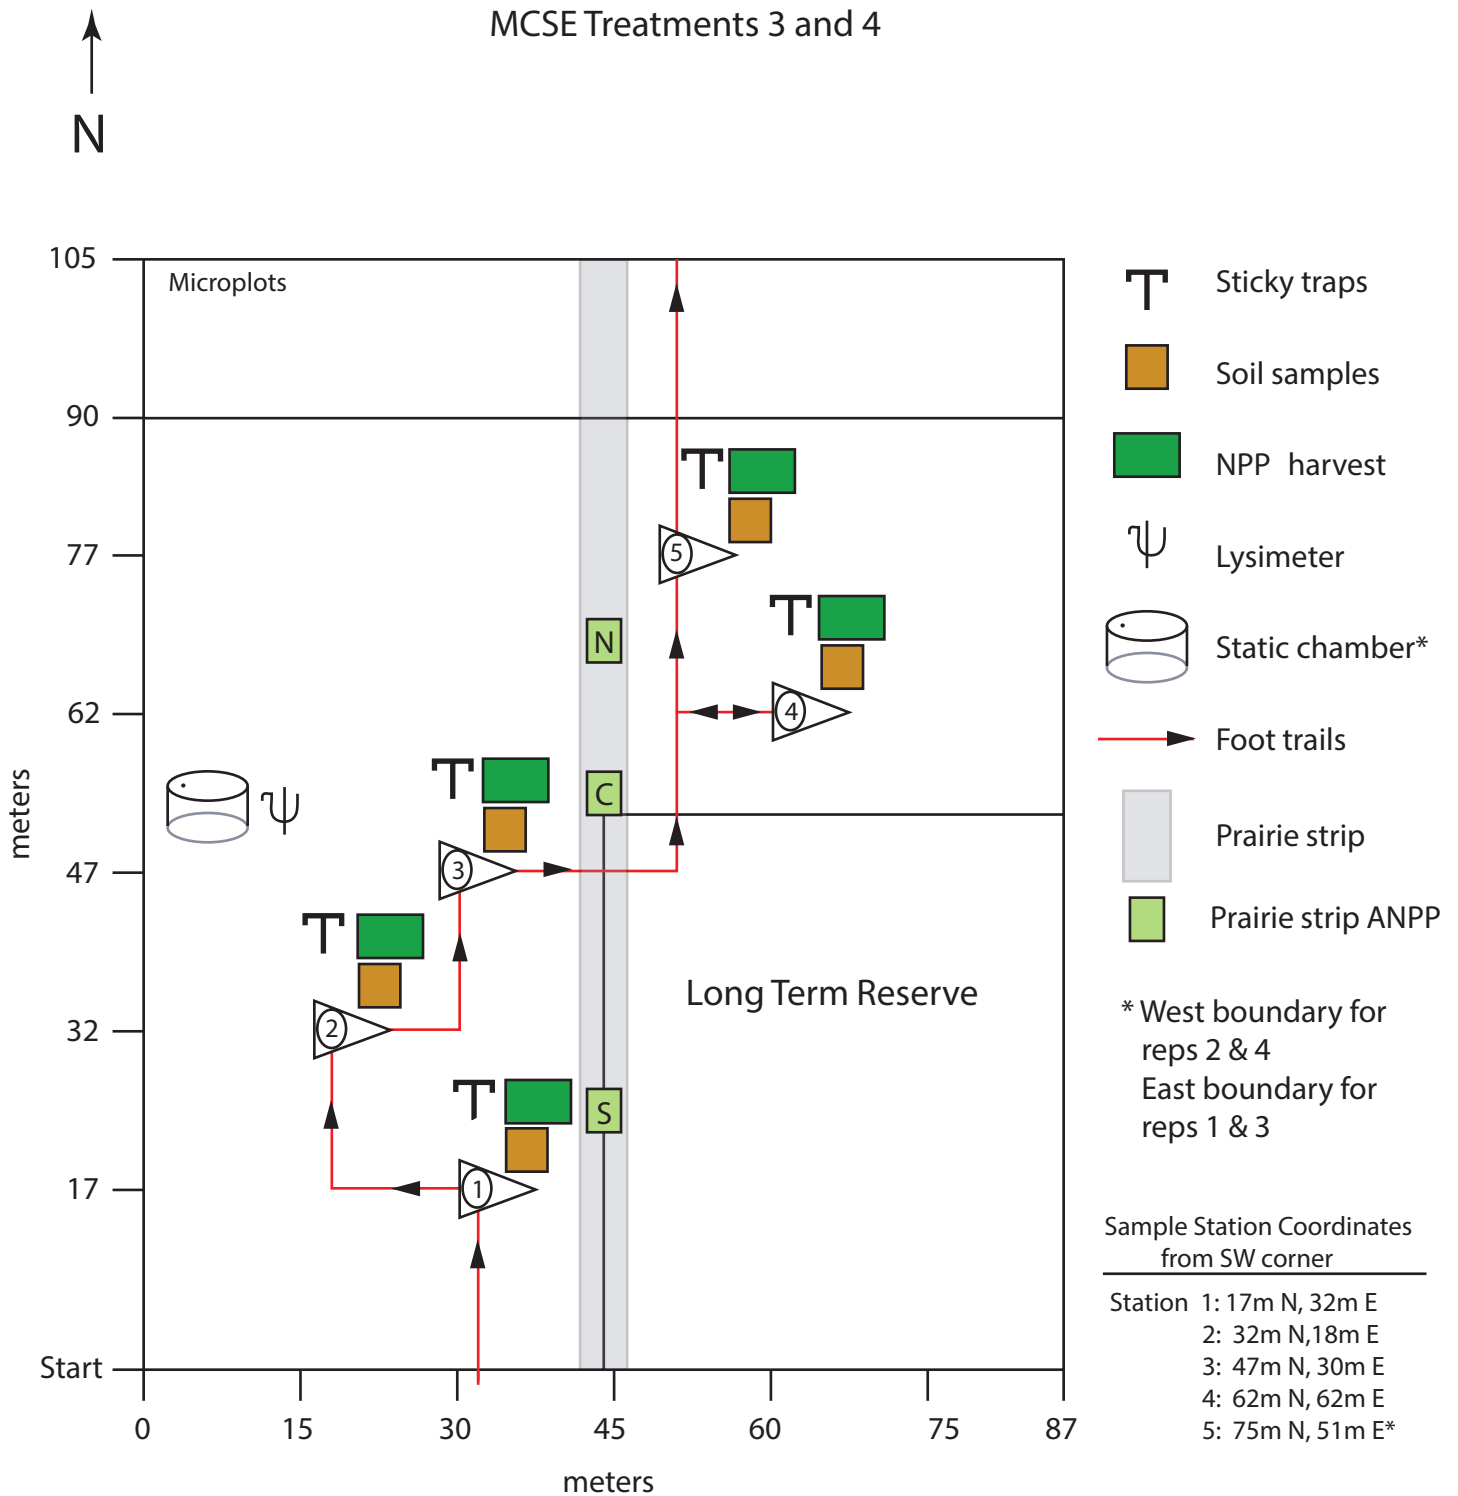 MCSE Treatments 3 and 4
N
105
90
77
62
47
32
17
Start
meters
0
15
30
45
60
75
87
meters
Microplots
5
N
4
C
3
Long Term Reserve
2
S
1
Sticky traps
Soil samples
NPP harvest
Lysimeter
Static chamber*
Foot trails
Prairie strip
Prairie strip ANPP
* West boundary for
reps 2 & 4
East boundary for
reps 1 & 3
Sample Station Coordinates
from SW corner
Station 1: 17m N, 32m E
2: 32m N,18m E
3: 47m N, 30m E
4: 62m N, 62m E
5: 75m N, 51m E*